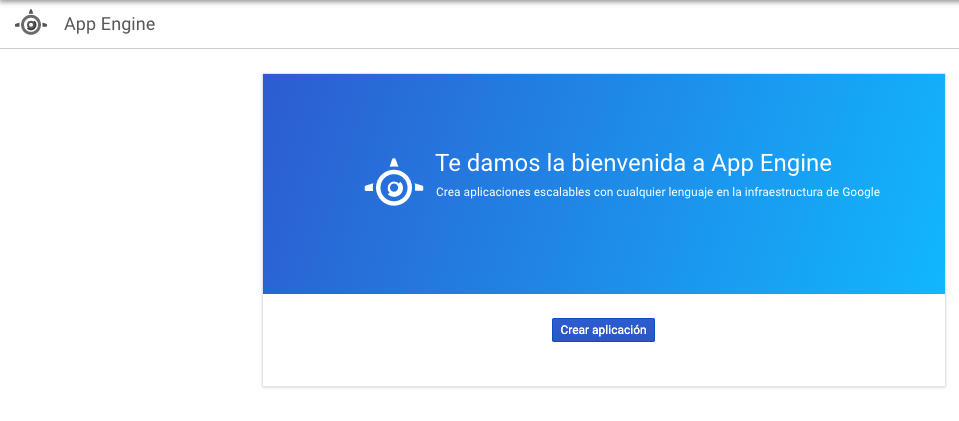 App Engine
Te damos la bienvenida a App Engine
Crea aplicaciones escalables con cualquier lenguaje en la infraestructura de Google
Crear aplicación